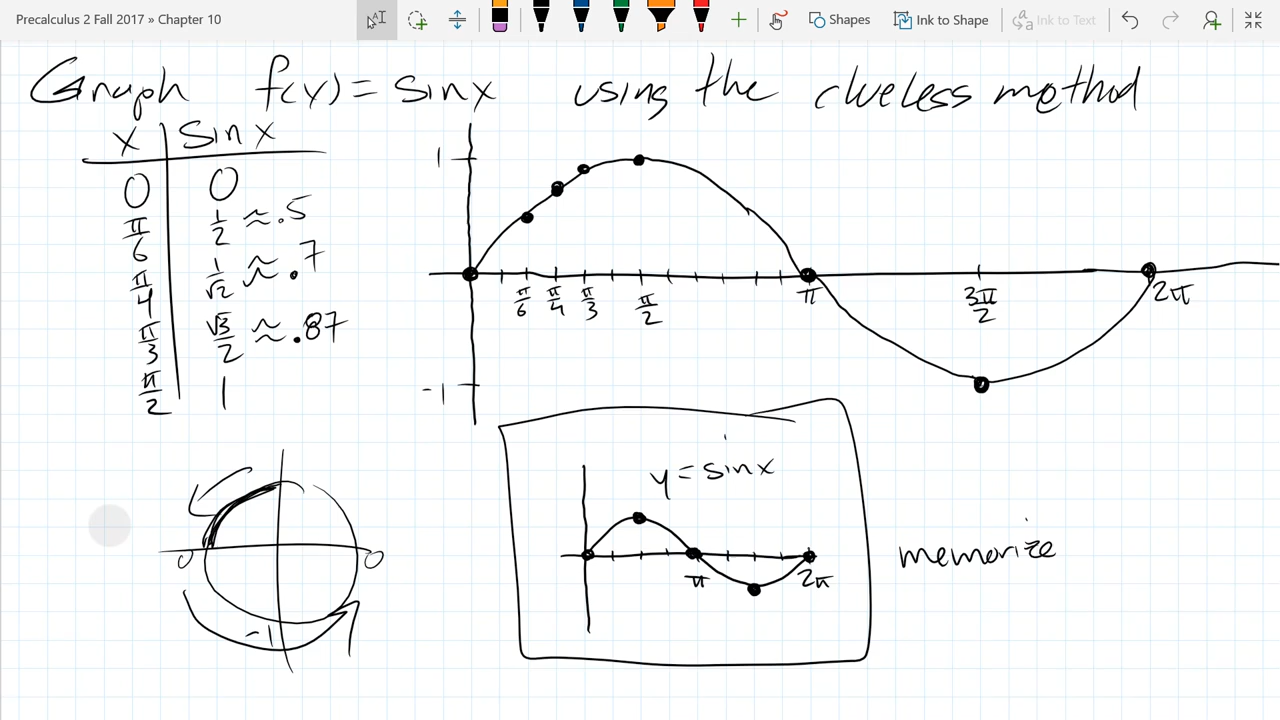 Precalculus 2 Fall 2017 » Chapter 10
Shapes
Ink to Shape
Ink to Text
Graph f(x) = sinx using the clueless method
x sin x
0 0
π/6 1/2 ≈ .5
π/4 1/√2 ≈ .7
π/3 √3/2 ≈ .87
π/2 1
1
π/6 π/4 π/3 π/2 π 3π/2 2π
-1
y = sinx
π 2π
memorize
0 0
-1